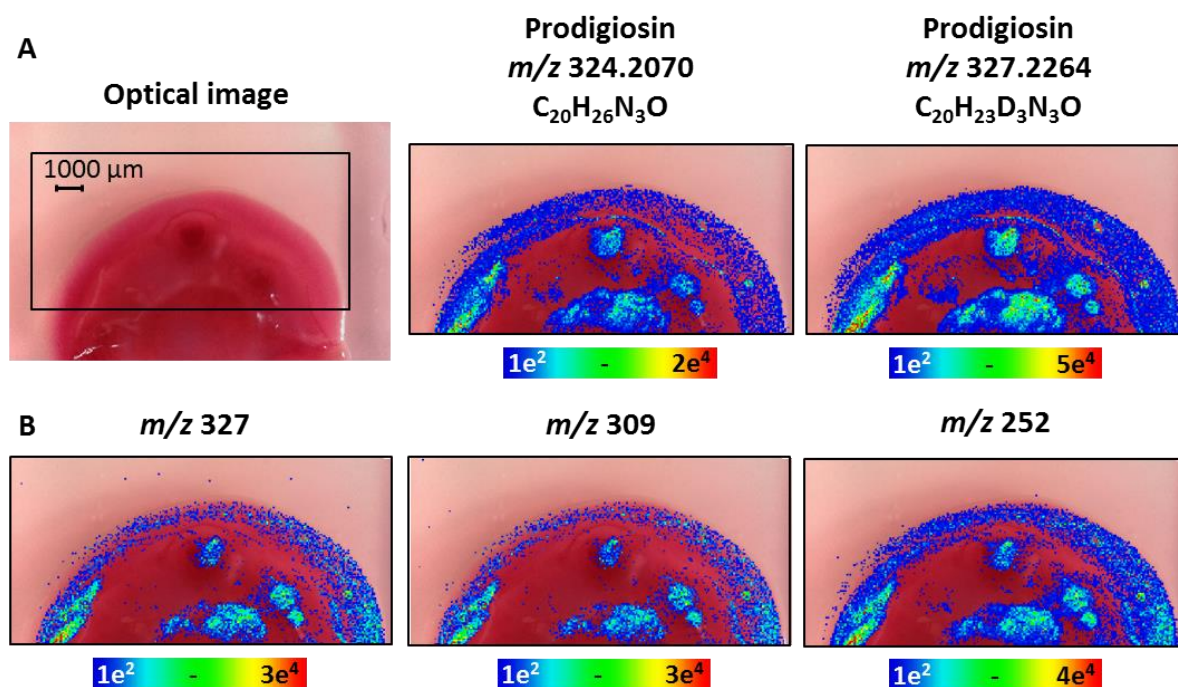 A
Optical image
1000 µm
Prodigiosin
m/z 324.2070
C₂₀H₂₆N₃O
1e² - 2e⁴
Prodigiosin
m/z 327.2264
C₂₀H₂₃D₃N₃O
1e² - 5e⁴
B
m/z 327
1e² - 3e⁴
m/z 309
1e² - 3e⁴
m/z 252
1e² - 4e⁴